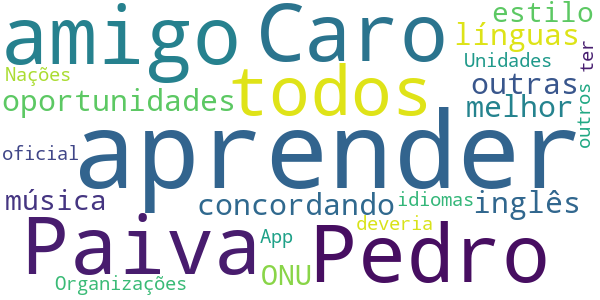 amigo Caro estilo
línguas
Nações todos Unidades ter
oportunidades outras outros
melhor
aprender
oficial
música concordando idiomas inglês
Paiva Pedro deveria
App
Organizações ONU